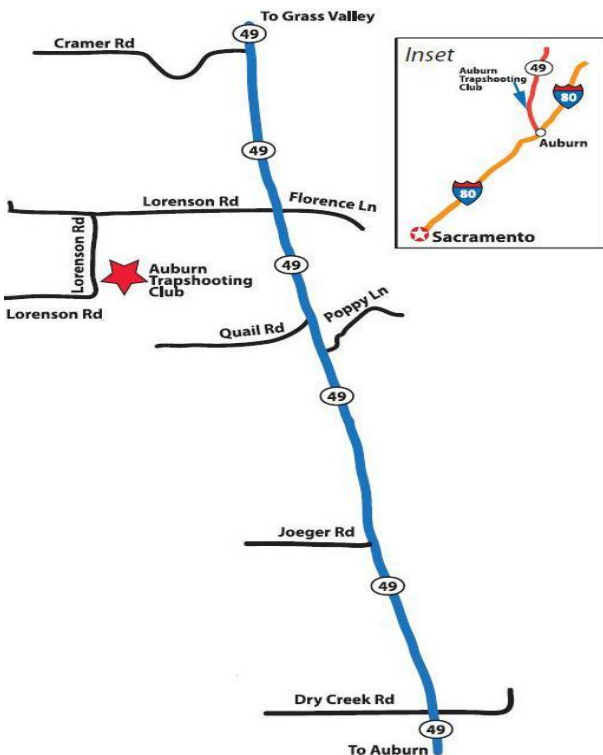 To Grass Valley
49
Cramer Rd
49
Lorenson Rd
Florence Ln
Lorenson Rd
49
Auburn
Trapshooting
Club
Lorenson Rd
Quail Rd
Poppy Ln
49
Joeger Rd
49
Dry Creek Rd
49
To Auburn
Inset
49
Auburn
Trapshooting
Club
80
Auburn
80
Sacramento